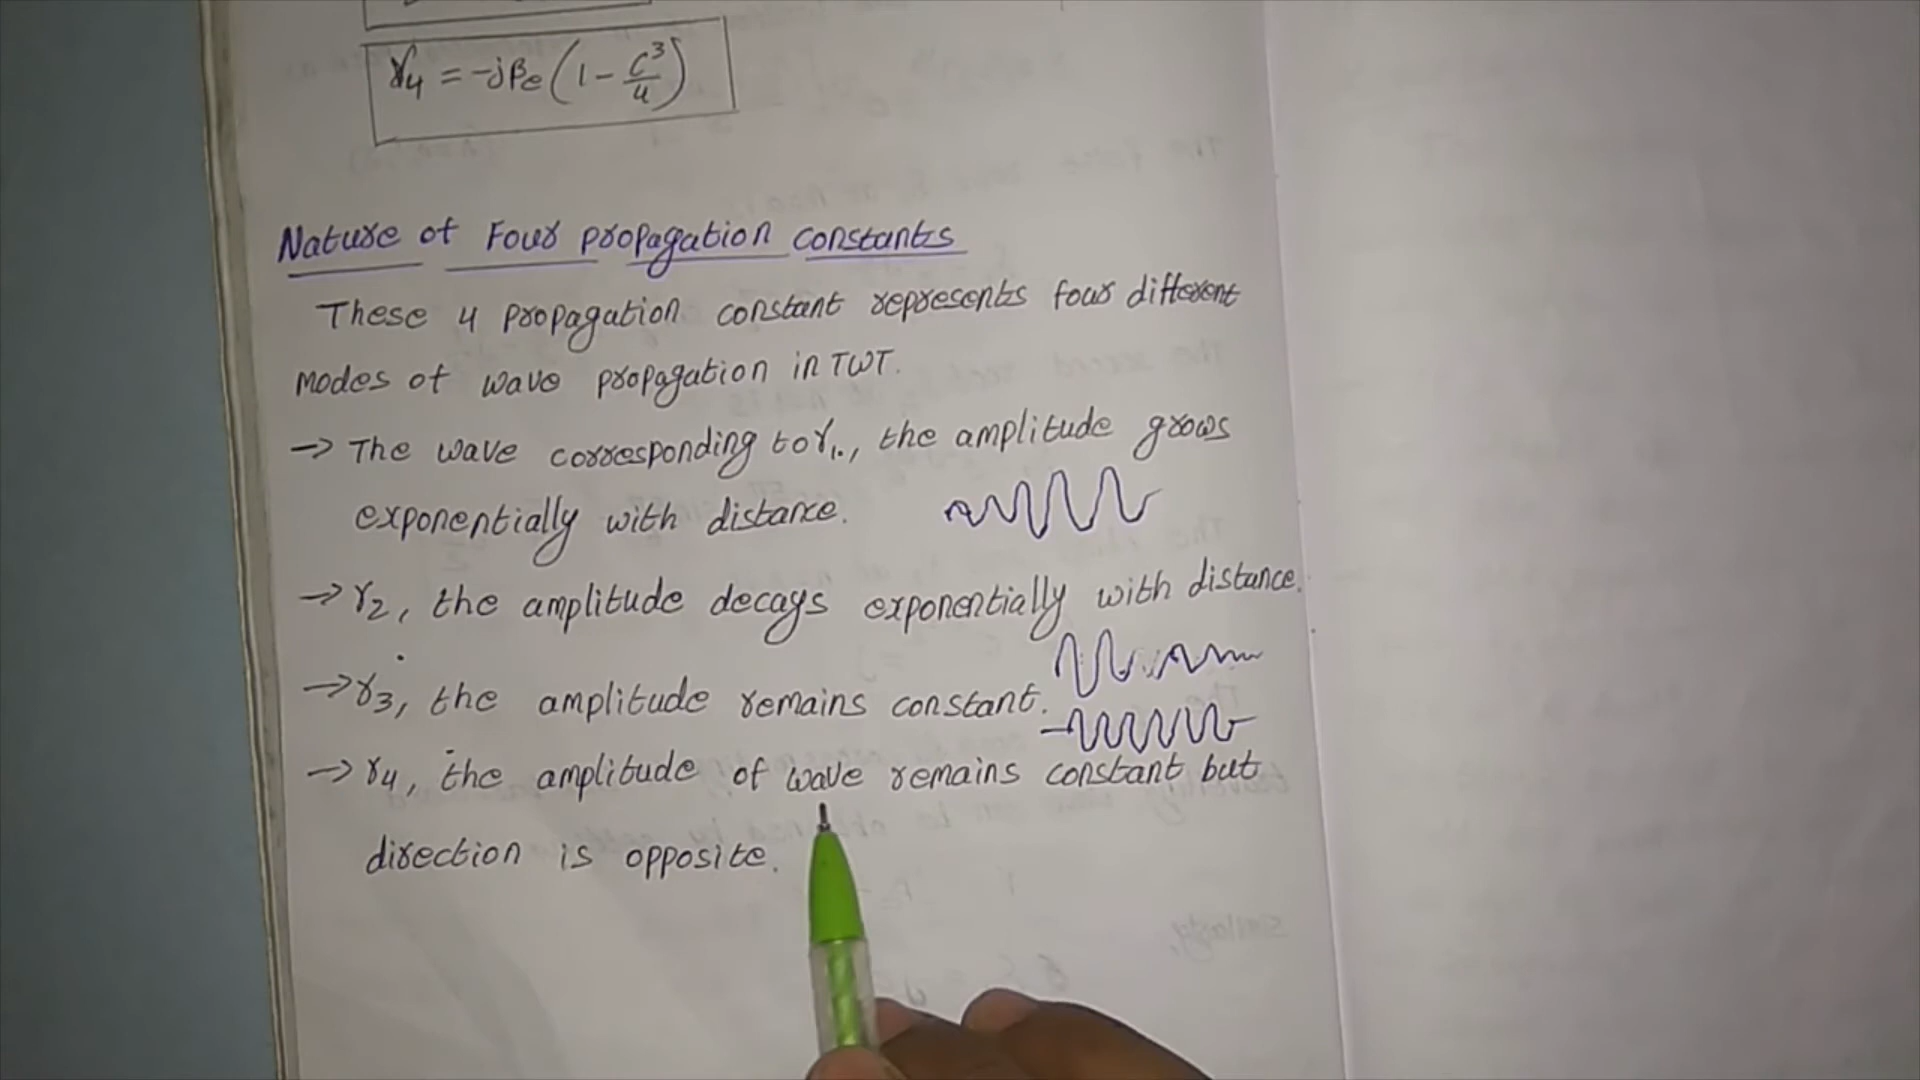 γ4 = -jβe(1 - C³/4)
Nature of Four propagation constants
These 4 propagation constant represents four different
modes of wave propagation in TWT.
→ The wave corresponding to γ1., the amplitude grows
exponentially with distance.
→ γ2, the amplitude decays exponentially with distance.
→ γ3, the amplitude remains constant.
→ γ4, the amplitude of wave remains constant but
direction is opposite.